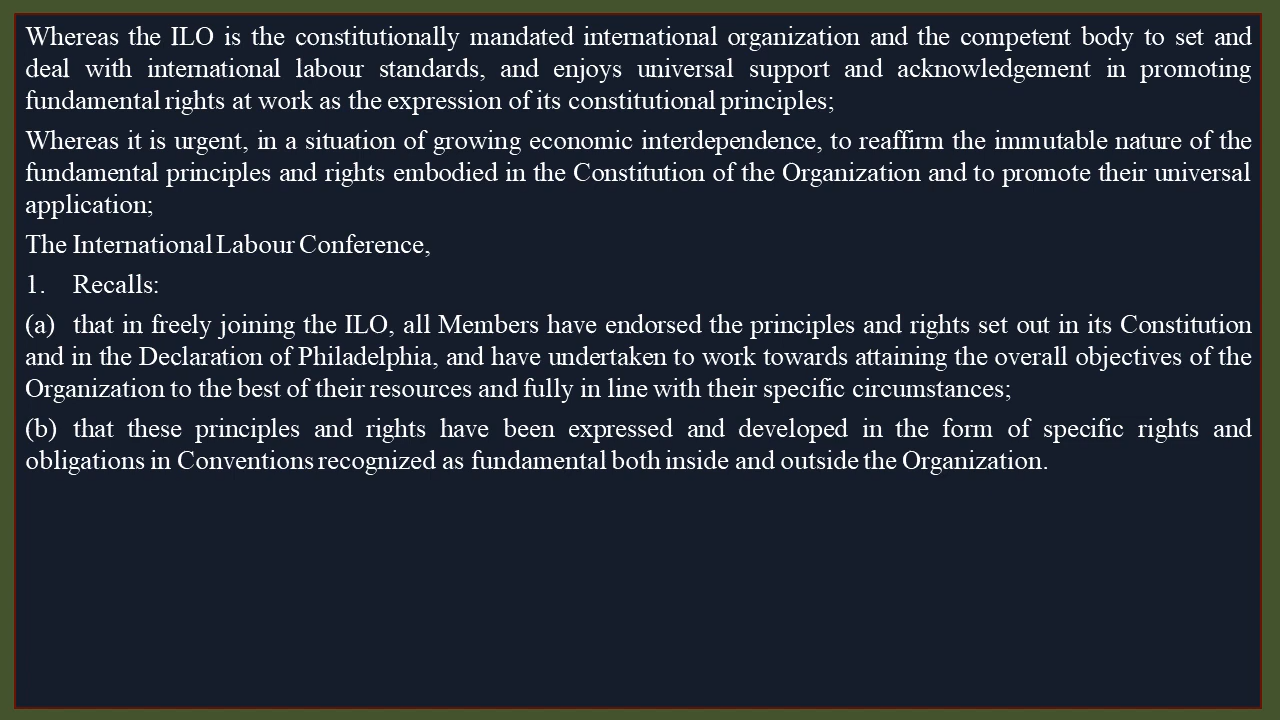 Whereas the ILO is the constitutionally mandated international organization and the competent body to set and
deal with international labour standards, and enjoys universal support and acknowledgement in promoting
fundamental rights at work as the expression of its constitutional principles;
Whereas it is urgent, in a situation of growing economic interdependence, to reaffirm the immutable nature of the
fundamental principles and rights embodied in the Constitution of the Organization and to promote their universal
application;
The International Labour Conference,
1. Recalls:
(a) that in freely joining the ILO, all Members have endorsed the principles and rights set out in its Constitution
and in the Declaration of Philadelphia, and have undertaken to work towards attaining the overall objectives of the
Organization to the best of their resources and fully in line with their specific circumstances;
(b) that these principles and rights have been expressed and developed in the form of specific rights and
obligations in Conventions recognized as fundamental both inside and outside the Organization.